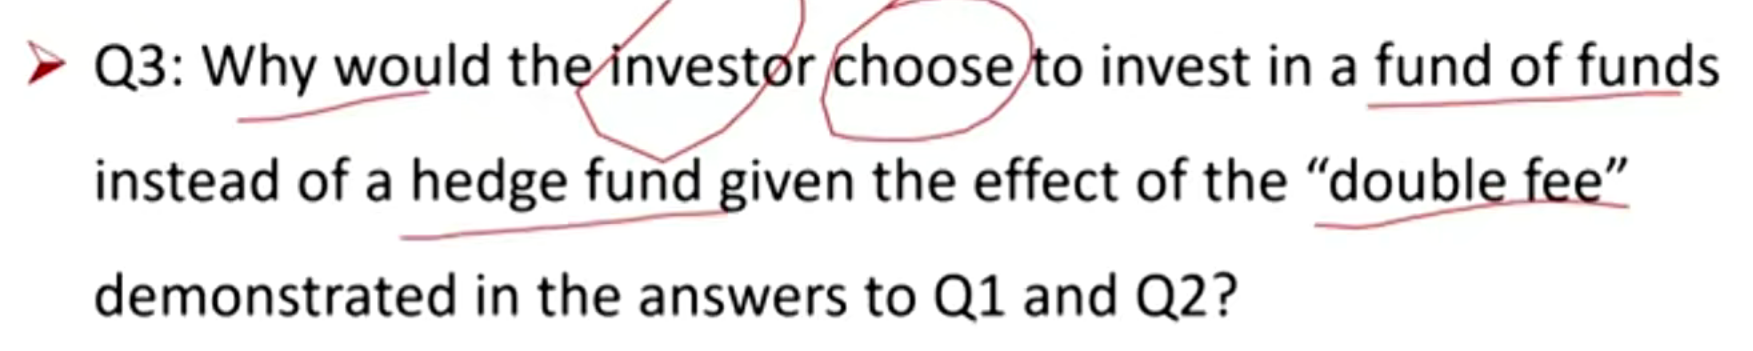 Q3: Why would the investor choose to invest in a fund of funds
instead of a hedge fund given the effect of the “double fee”
demonstrated in the answers to Q1 and Q2?